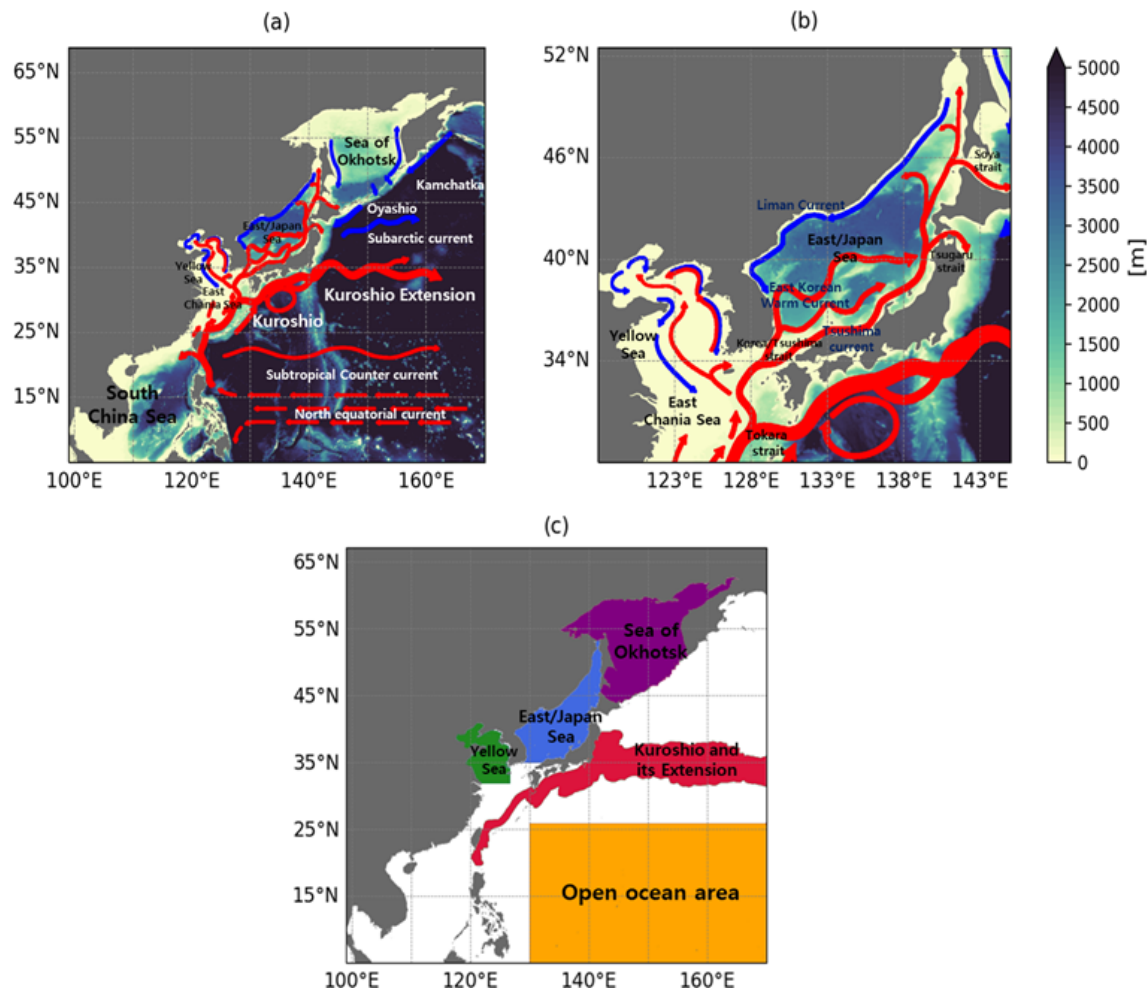 (a)
65°N
55°N
45°N
35°N
25°N
15°N
100°E
120°E
140°E
160°E
Sea of
Okhotsk
Kamchatka
Oyashio
Subarctic current
East/Japan
Sea
Yellow
Sea
East
Chania Sea
Kuroshio Extension
Kuroshio
Subtropical Counter current
South
China Sea
North equatorial current
(b)
52°N
46°N
40°N
34°N
123°E
128°E
133°E
138°E
143°E
Soya
strait
Liman Current
East/Japan
Sea
Tsugaru
strait
East Korean
Warm Current
Yellow
Sea
Tsushima
current
Korea/Tsushima
strait
East
Chania Sea
Tokara
strait
5000
4500
4000
3500
3000
2500
2000
1500
1000
500
0
[m]
(c)
65°N
55°N
45°N
35°N
25°N
15°N
100°E
120°E
140°E
160°E
Sea of
Okhotsk
East/Japan
Sea
Yellow
Sea
Kuroshio and
its Extension
Open ocean area